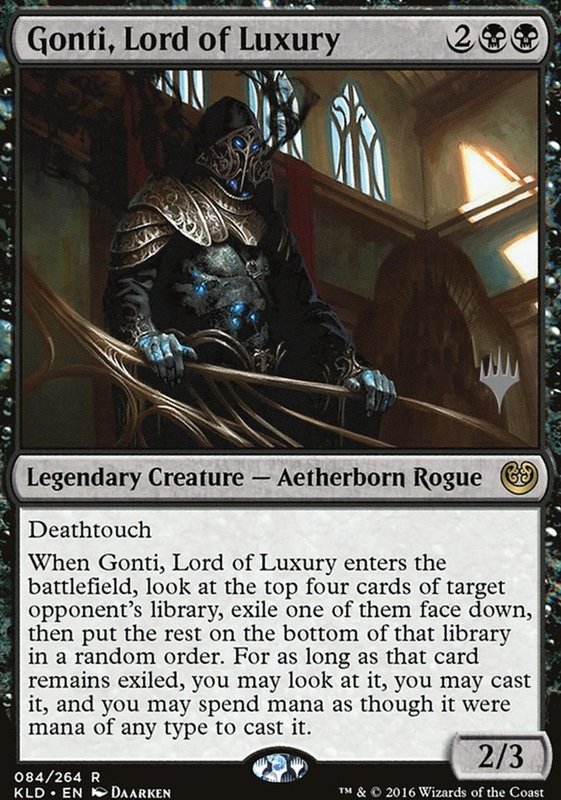 Gonti, Lord of Luxury 2
Legendary Creature — Aetherborn Rogue
Deathtouch
When Gonti, Lord of Luxury enters the
battlefield, look at the top four cards of target
opponent's library, exile one of them face down,
then put the rest on the bottom of that library
in a random order. For as long as that card
remains exiled, you may look at it, you may cast
it, and you may spend mana as though it were
mana of any type to cast it.
2/3
084/264 R
KLD • EN DAARKEN
™ & © 2016 Wizards of the Coast